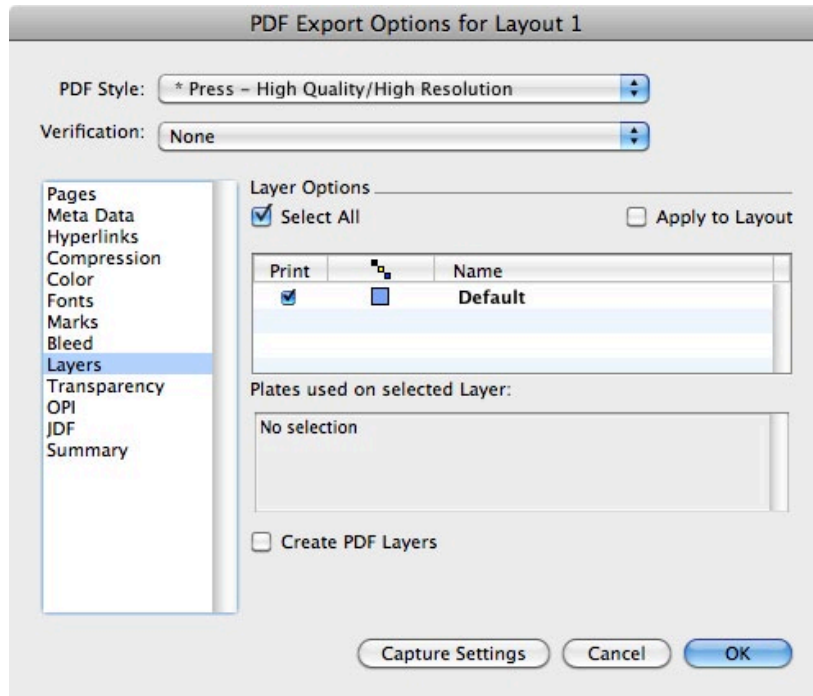 PDF Export Options for Layout 1
PDF Style: * Press – High Quality/High Resolution
Verification: None
Pages
Meta Data
Hyperlinks
Compression
Color
Fonts
Marks
Bleed
Layers
Transparency
OPI
JDF
Summary
Layer Options
Select All
Apply to Layout
Print Name
Default
Plates used on selected Layer:
No selection
Create PDF Layers
Capture Settings Cancel OK